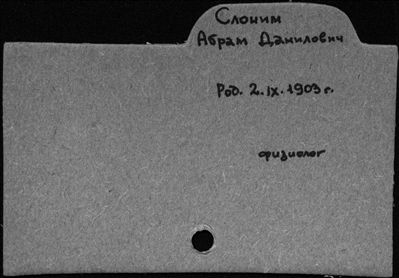 Слоним
Абрам Данилович
Род. 2.IX.1903 г.
физиолог